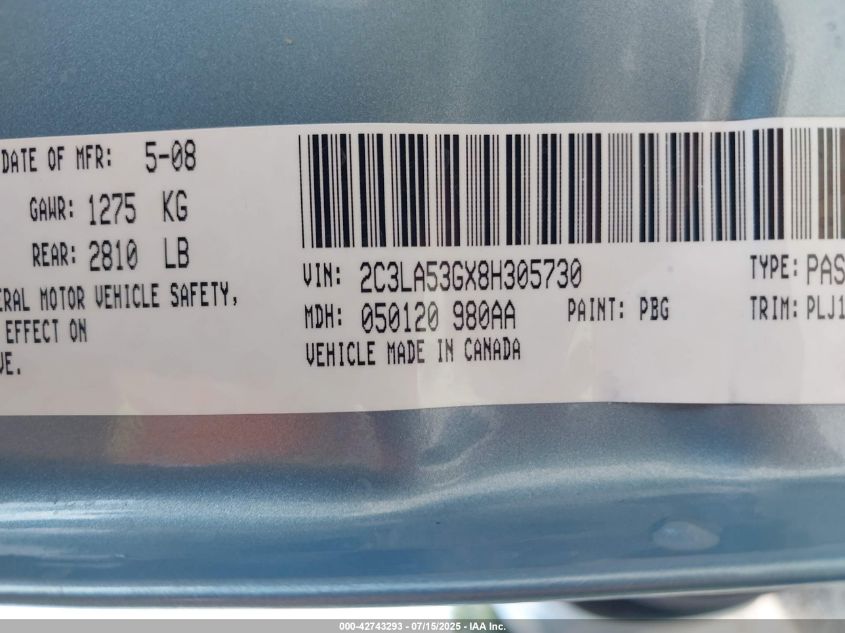 DATE OF MFR: 5-08
GAWR: 1275 KG
REAR: 2810 LB
ERAL MOTOR VEHICLE SAFETY,
EFFECT ON
VE.
VIN: 2C3LA53GX8H305730
MDH: 050120 980AA PAINT: PBG
VEHICLE MADE IN CANADA
TYPE: PAS
TRIM: PLJ1
000-42743293 - 07/15/2025 - IAA Inc.